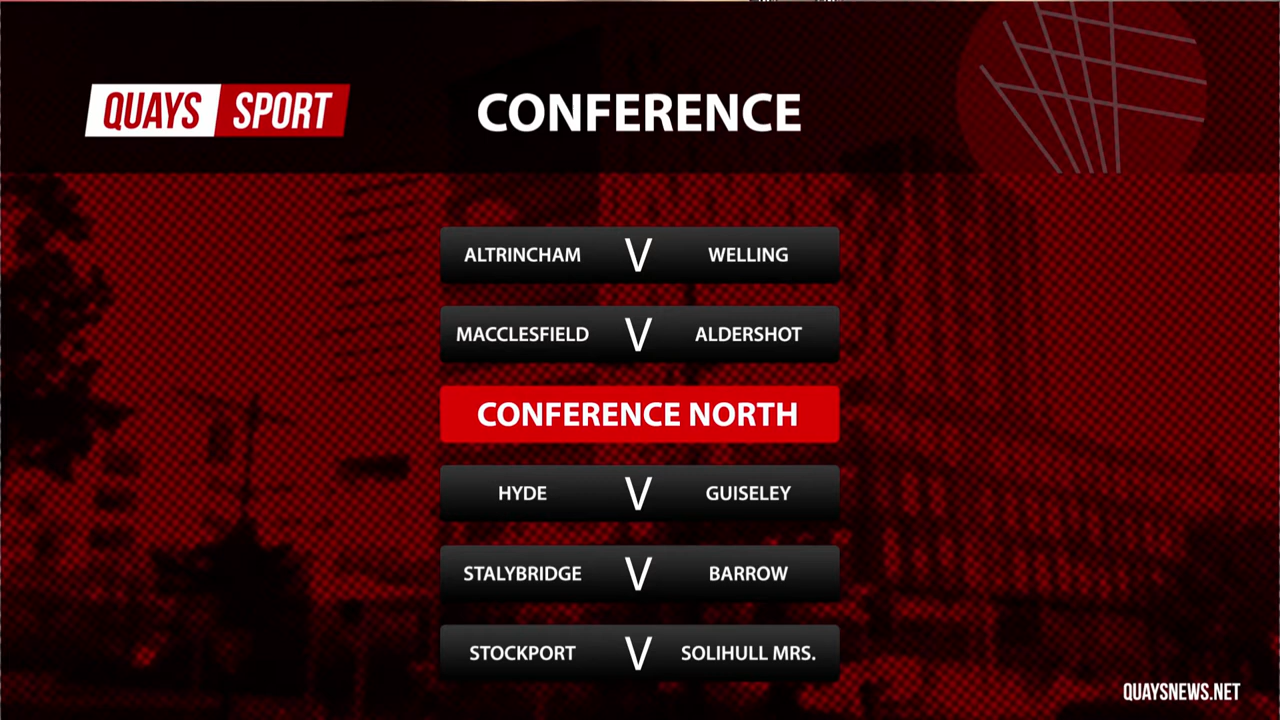 QUAYS SPORT
CONFERENCE
ALTRINCHAM V WELLING
MACCLESFIELD V ALDERSHOT
CONFERENCE NORTH
HYDE V GUISELEY
STALYBRIDGE V BARROW
STOCKPORT V SOLIHULL MRS.
QUAYSNEWS.NET